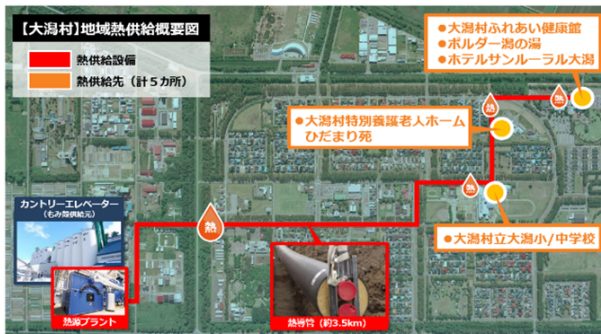 【大潟村】地域熱供給概要図
熱供給設備
熱供給先（計５カ所）
●大潟村ふれあい健康館
●ポルダー潟の湯
●ホテルサンルーラル大潟
熱
熱
●大潟村特別養護老人ホーム
ひだまり苑
熱
熱
●大潟村立大潟小/中学校
カントリーエレベーター
（もみ殻供給元）
熱源プラント
熱導管（約3.5km）